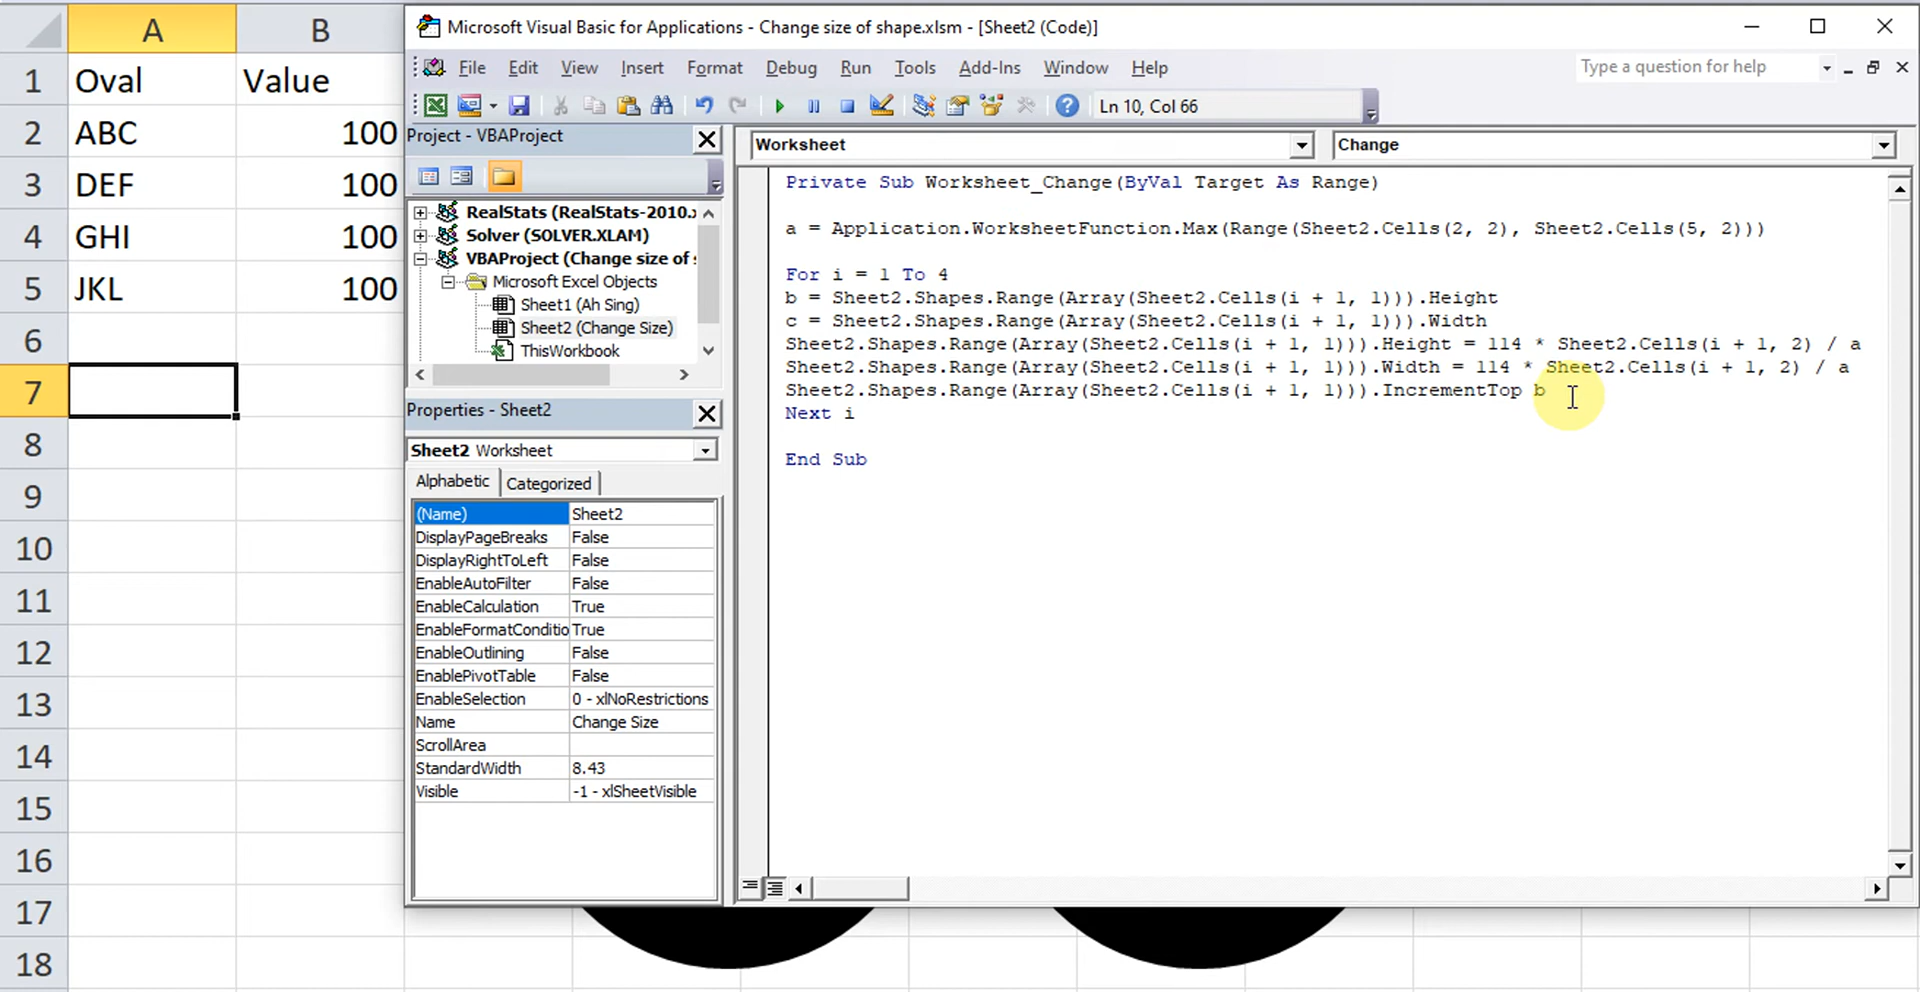 A
B
Microsoft Visual Basic for Applications - Change size of shape.xlsm - [Sheet2 (Code)]
File Edit View Insert Format Debug Run Tools Add-Ins Window Help
Type a question for help
Ln 10, Col 66
1 Oval Value
2 ABC 100
3 DEF 100
4 GHI 100
5 JKL 100
6
7
8
9
10
11
12
13
14
15
16
17
18
Project - VBAProject
RealStats (RealStats-2010.x
Solver (SOLVER.XLAM)
VBAProject (Change size of
Microsoft Excel Objects
Sheet1 (Ah Sing)
Sheet2 (Change Size)
ThisWorkbook
Properties - Sheet2
Sheet2 Worksheet
Alphabetic Categorized
(Name) Sheet2
DisplayPageBreaks False
DisplayRightToLeft False
EnableAutoFilter False
EnableCalculation True
EnableFormatConditio True
EnableOutlining False
EnablePivotTable False
EnableSelection 0 - xlNoRestrictions
Name Change Size
ScrollArea
StandardWidth 8.43
Visible -1 - xlSheetVisible
Worksheet
Change
Private Sub Worksheet_Change(ByVal Target As Range)
a = Application.WorksheetFunction.Max(Range(Sheet2.Cells(2, 2), Sheet2.Cells(5, 2)))
For i = 1 To 4
b = Sheet2.Shapes.Range(Array(Sheet2.Cells(i + 1, 1))).Height
c = Sheet2.Shapes.Range(Array(Sheet2.Cells(i + 1, 1))).Width
Sheet2.Shapes.Range(Array(Sheet2.Cells(i + 1, 1))).Height = 114 * Sheet2.Cells(i + 1, 2) / a
Sheet2.Shapes.Range(Array(Sheet2.Cells(i + 1, 1))).Width = 114 * Sheet2.Cells(i + 1, 2) / a
Sheet2.Shapes.Range(Array(Sheet2.Cells(i + 1, 1))).IncrementTop b
Next i
End Sub